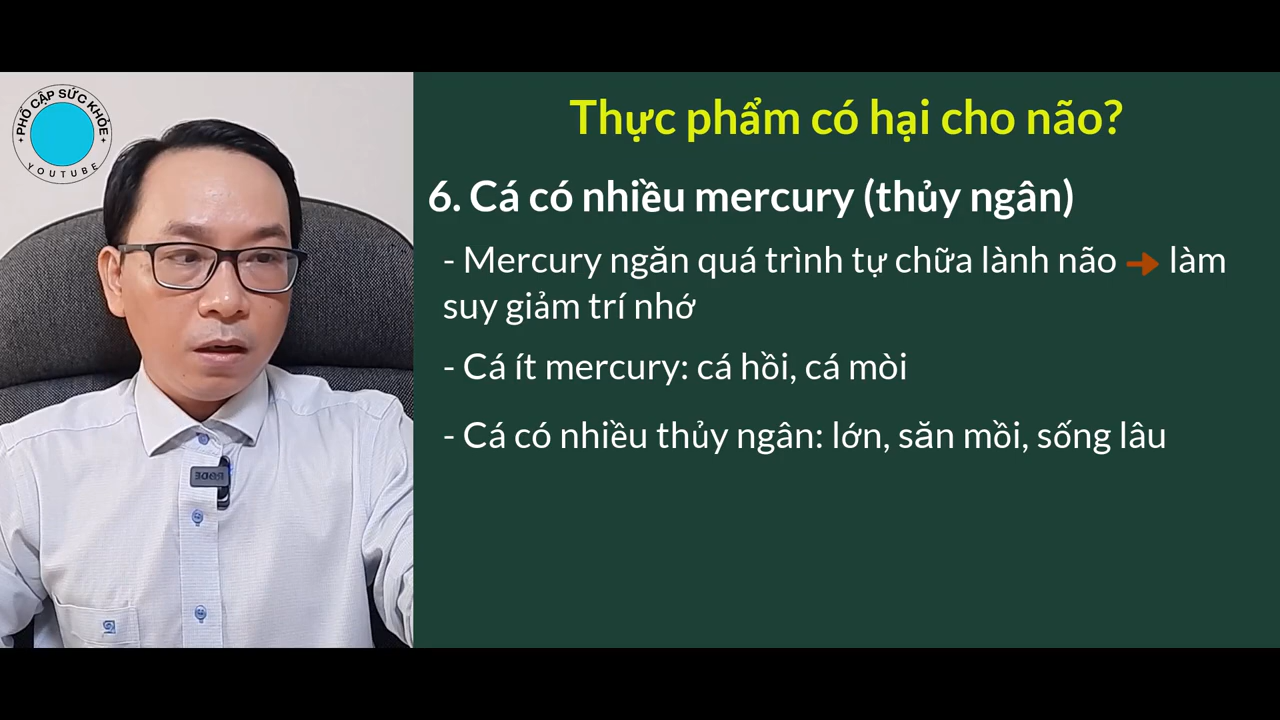 PHỔ CẬP SỨC KHỎE
YOUTUBE
RODE
Thực phẩm có hại cho não?
6. Cá có nhiều mercury (thủy ngân)
- Mercury ngăn quá trình tự chữa lành não ➔ làm
suy giảm trí nhớ
- Cá ít mercury: cá hồi, cá mòi
- Cá có nhiều thủy ngân: lớn, săn mồi, sống lâu